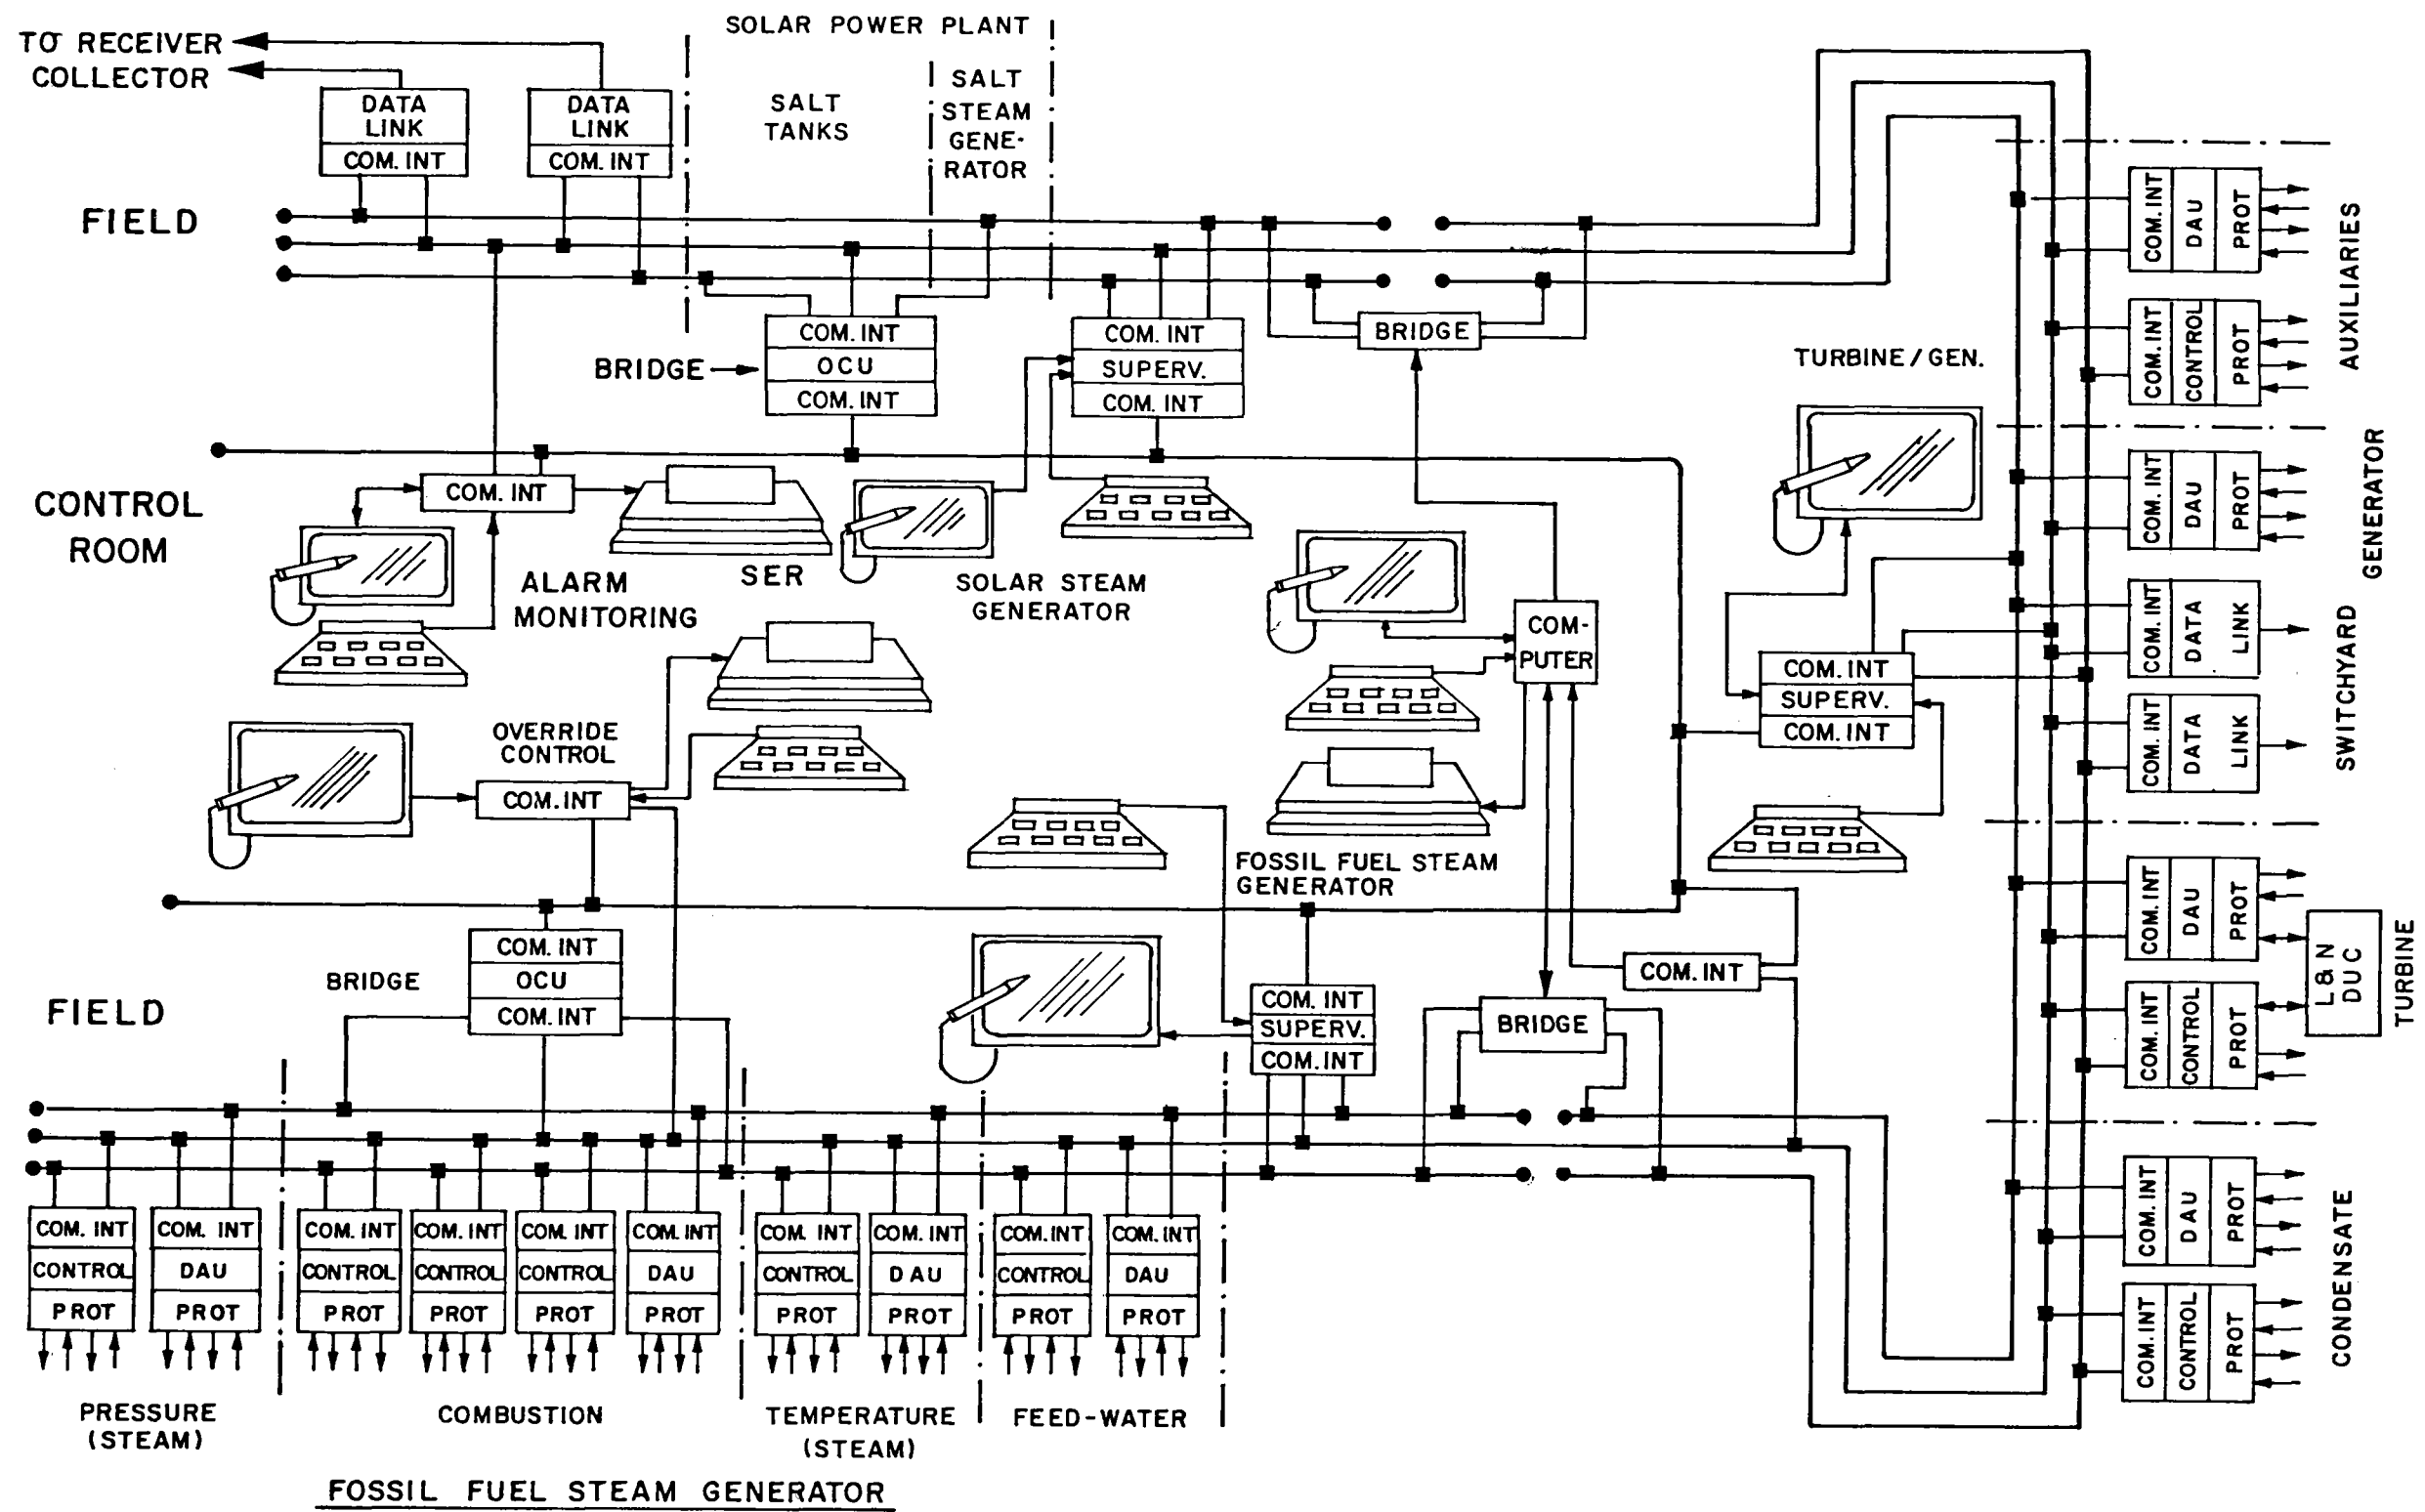 SOLAR POWER PLANT
TO RECEIVER
COLLECTOR
DATA
LINK
COM. INT
DATA
LINK
COM. INT
SALT
TANKS
SALT
STEAM
GENE-
RATOR
FIELD
COM. INT
OCU
COM. INT
BRIDGE
COM. INT
SUPERV.
COM. INT
BRIDGE
TURBINE / GEN.
CONTROL
ROOM
COM. INT
ALARM
MONITORING
SER
SOLAR STEAM
GENERATOR
COM-
PUTER
COM. INT
SUPERV.
COM. INT
OVERRIDE
CONTROL
COM. INT
FOSSIL FUEL STEAM
GENERATOR
COM. INT
OCU
COM. INT
BRIDGE
FIELD
COM. INT
SUPERV.
COM. INT
BRIDGE
COM. INT
COM. INT
CONTROL
PROT
COM. INT
DAU
PROT
COM. INT
CONTROL
PROT
COM. INT
CONTROL
PROT
COM. INT
CONTROL
PROT
COM. INT
DAU
PROT
COM. INT
CONTROL
PROT
COM. INT
DAU
PROT
COM. INT
CONTROL
PROT
COM. INT
DAU
PROT
PRESSURE
(STEAM)
COMBUSTION
TEMPERATURE
(STEAM)
FEED-WATER
FOSSIL FUEL STEAM GENERATOR
COM. INT
DAU
PROT
COM. INT
CONTROL
PROT
AUXILIARIES
COM. INT
DAU
PROT
GENERATOR
COM. INT
DATA
LINK
COM. INT
DATA
LINK
SWITCHYARD
COM. INT
DAU
PROT
COM. INT
CONTROL
PROT
L & N
DUC
TURBINE
COM. INT
DAU
PROT
COM. INT
CONTROL
PROT
CONDENSATE